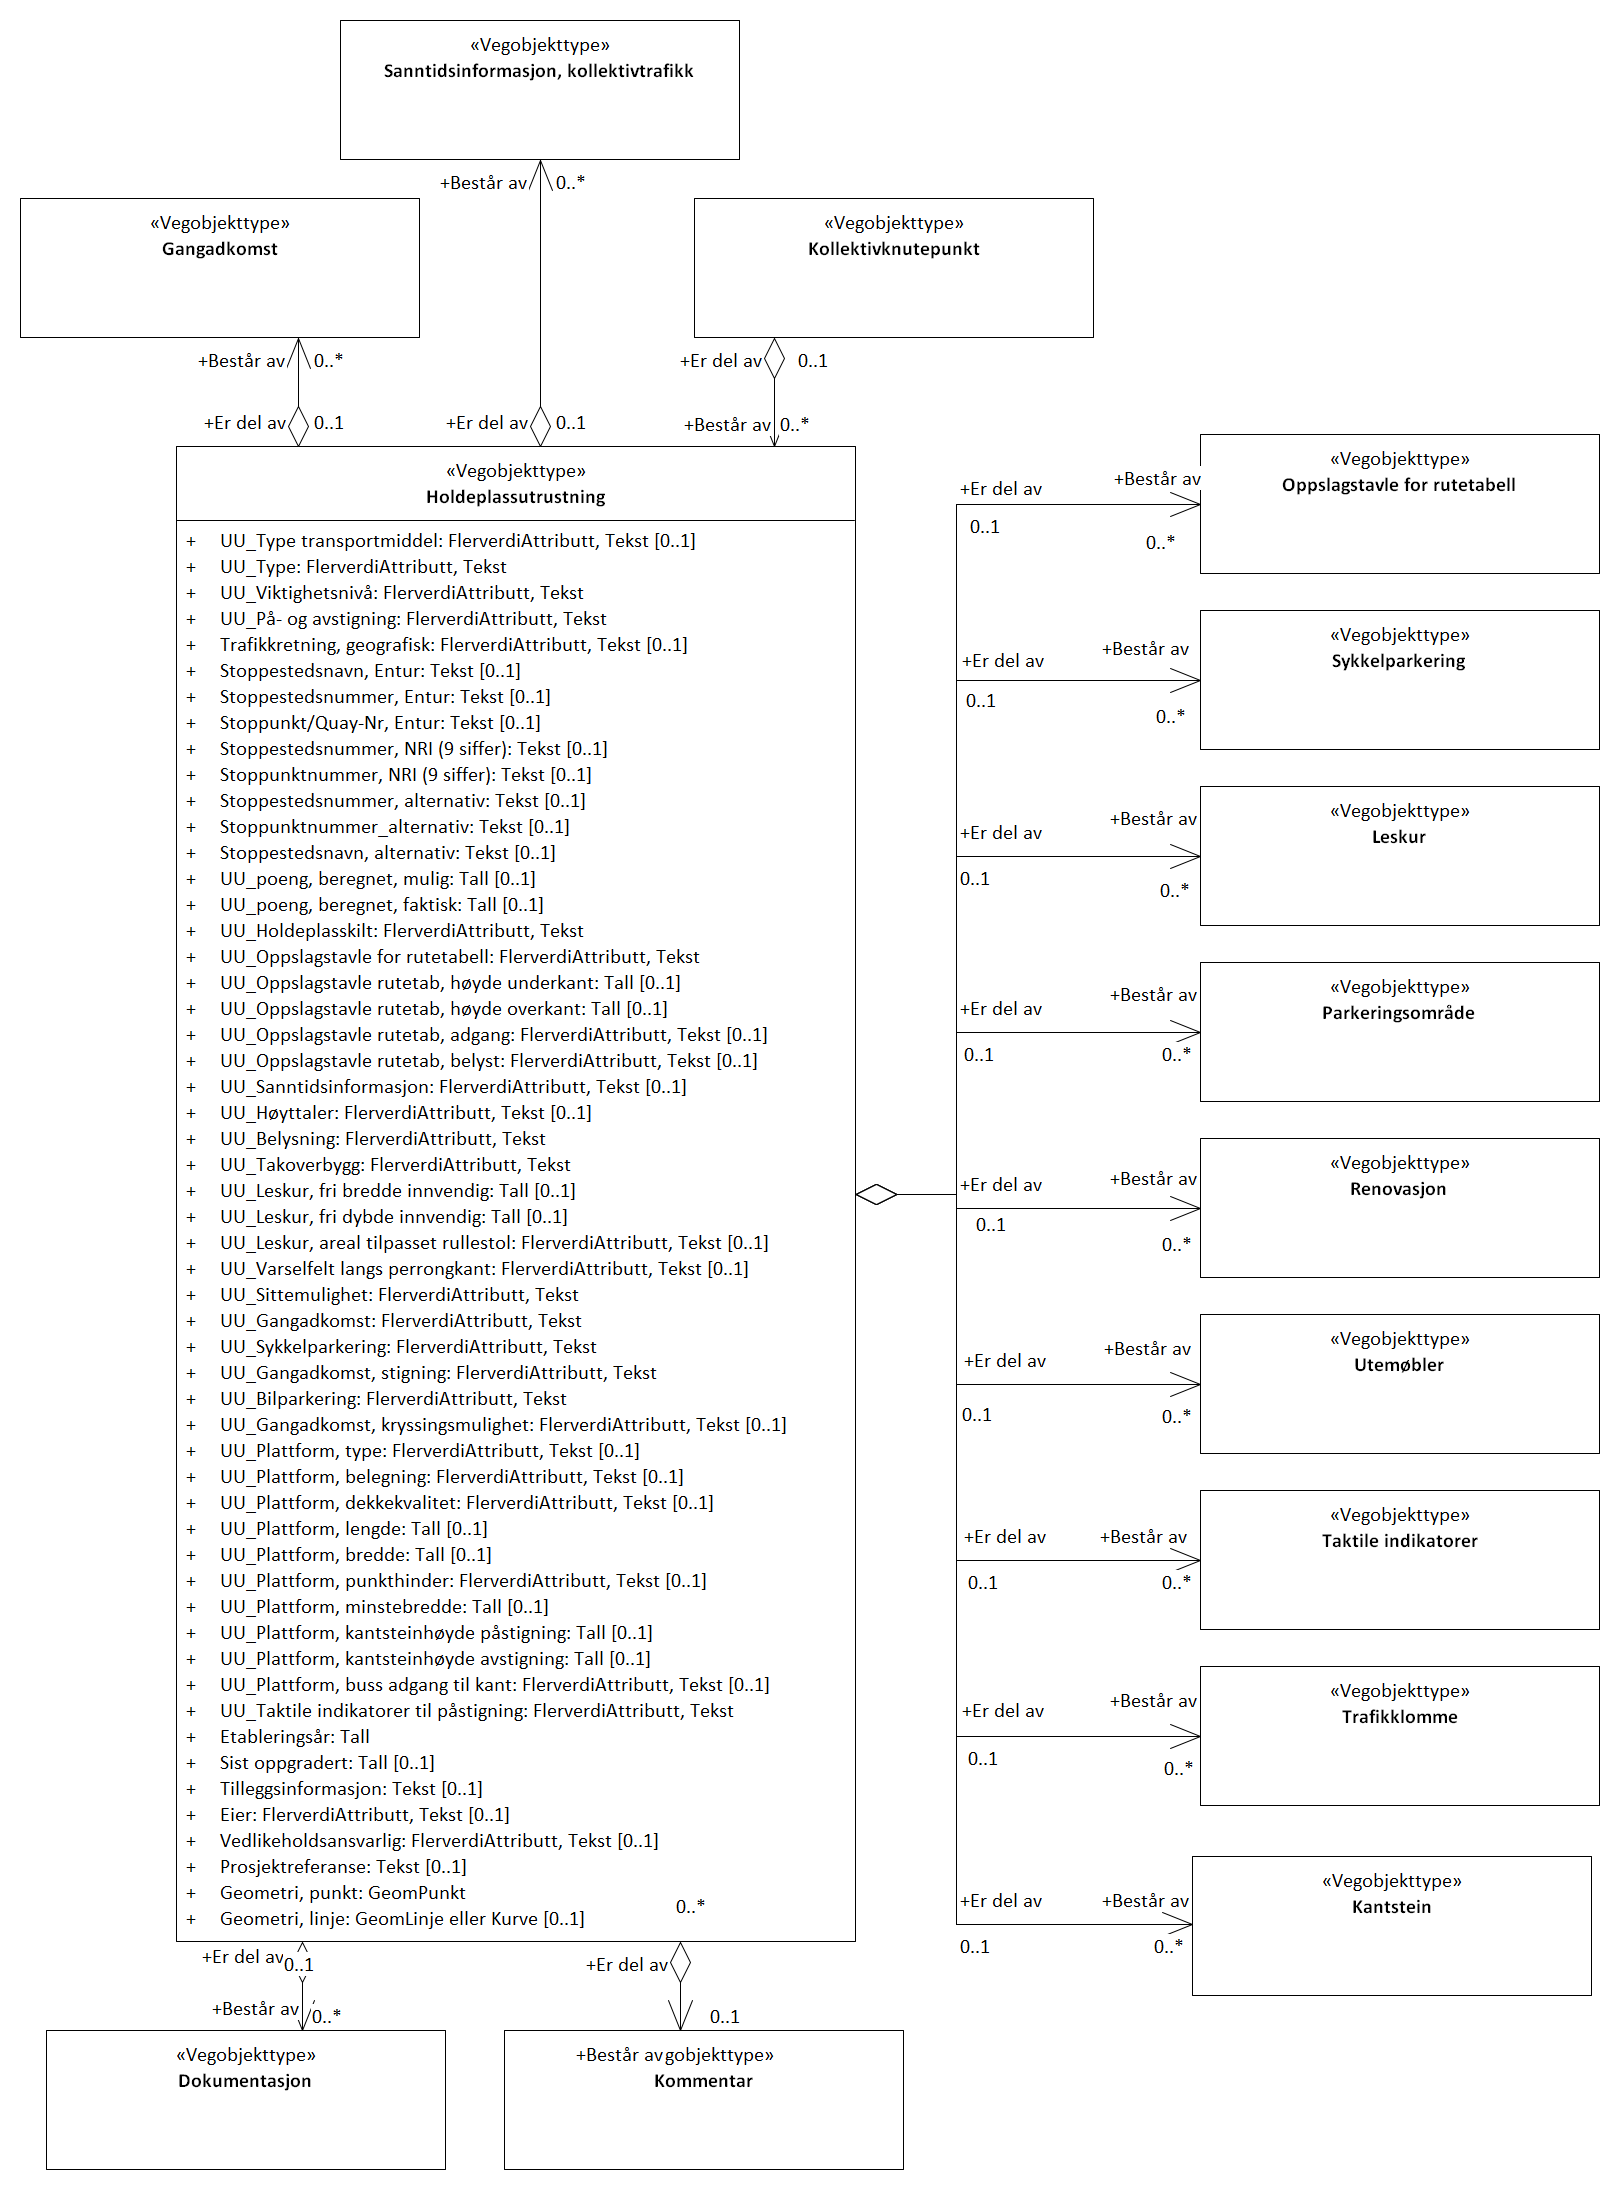 «Vegobjekttype»
Sanntidsinformasjon, kollektivtrafikk
+Består av 0..*
«Vegobjekttype»
Gangadkomst
«Vegobjekttype»
Kollektivknutepunkt
+Består av 0..*
+Er del av 0..1
+Er del av 0..1
+Er del av 0..1
+Består av 0..*
«Vegobjekttype»
Holdeplassutrustning
+ UU_Type transportmiddel: FlerverdiAttributt, Tekst [0..1]
+ UU_Type: FlerverdiAttributt, Tekst
+ UU_Viktighetsnivå: FlerverdiAttributt, Tekst
+ UU_På- og avstigning: FlerverdiAttributt, Tekst
+ Trafikkretning, geografisk: FlerverdiAttributt, Tekst [0..1]
+ Stoppestedsnavn, Entur: Tekst [0..1]
+ Stoppestedsnummer, Entur: Tekst [0..1]
+ Stoppunkt/Quay-Nr, Entur: Tekst [0..1]
+ Stoppestedsnummer, NRI (9 siffer): Tekst [0..1]
+ Stoppunktnummer, NRI (9 siffer): Tekst [0..1]
+ Stoppestedsnummer, alternativ: Tekst [0..1]
+ Stoppunktnummer_alternativ: Tekst [0..1]
+ Stoppestedsnavn, alternativ: Tekst [0..1]
+ UU_poeng, beregnet, mulig: Tall [0..1]
+ UU_poeng, beregnet, faktisk: Tall [0..1]
+ UU_Holdeplasskilt: FlerverdiAttributt, Tekst
+ UU_Oppslagstavle for rutetabell: FlerverdiAttributt, Tekst
+ UU_Oppslagstavle rutetab, høyde underkant: Tall [0..1]
+ UU_Oppslagstavle rutetab, høyde overkant: Tall [0..1]
+ UU_Oppslagstavle rutetab, adgang: FlerverdiAttributt, Tekst [0..1]
+ UU_Oppslagstavle rutetab, belyst: FlerverdiAttributt, Tekst [0..1]
+ UU_Sanntidsinformasjon: FlerverdiAttributt, Tekst [0..1]
+ UU_Høyttaler: FlerverdiAttributt, Tekst [0..1]
+ UU_Belysning: FlerverdiAttributt, Tekst
+ UU_Takoverbygg: FlerverdiAttributt, Tekst
+ UU_Leskur, fri bredde innvendig: Tall [0..1]
+ UU_Leskur, fri dybde innvendig: Tall [0..1]
+ UU_Leskur, areal tilpasset rullestol: FlerverdiAttributt, Tekst [0..1]
+ UU_Varselfelt langs perrongkant: FlerverdiAttributt, Tekst [0..1]
+ UU_Sittemulighet: FlerverdiAttributt, Tekst
+ UU_Gangadkomst: FlerverdiAttributt, Tekst
+ UU_Sykkelparkering: FlerverdiAttributt, Tekst
+ UU_Gangadkomst, stigning: FlerverdiAttributt, Tekst
+ UU_Bilparkering: FlerverdiAttributt, Tekst
+ UU_Gangadkomst, kryssingsmulighet: FlerverdiAttributt, Tekst [0..1]
+ UU_Plattform, type: FlerverdiAttributt, Tekst [0..1]
+ UU_Plattform, belegning: FlerverdiAttributt, Tekst [0..1]
+ UU_Plattform, dekkekvalitet: FlerverdiAttributt, Tekst [0..1]
+ UU_Plattform, lengde: Tall [0..1]
+ UU_Plattform, bredde: Tall [0..1]
+ UU_Plattform, punkthinder: FlerverdiAttributt, Tekst [0..1]
+ UU_Plattform, minstebredde: Tall [0..1]
+ UU_Plattform, kantsteinhøyde påstigning: Tall [0..1]
+ UU_Plattform, kantsteinhøyde avstigning: Tall [0..1]
+ UU_Plattform, buss adgang til kant: FlerverdiAttributt, Tekst [0..1]
+ UU_Taktile indikatorer til påstigning: FlerverdiAttributt, Tekst
+ Etableringsår: Tall
+ Sist oppgradert: Tall [0..1]
+ Tilleggsinformasjon: Tekst [0..1]
+ Eier: FlerverdiAttributt, Tekst [0..1]
+ Vedlikeholdsansvarlig: FlerverdiAttributt, Tekst [0..1]
+ Prosjektreferanse: Tekst [0..1]
+ Geometri, punkt: GeomPunkt
+ Geometri, linje: GeomLinje eller Kurve [0..1]
0..*
+Er del av 0..1
+Er del av
+Består av 0..*
0..1
«Vegobjekttype»
Dokumentasjon
+Består av gobjekttype»
Kommentar
+Er del av +Består av
0..1 0..*
«Vegobjekttype»
Oppslagstavle for rutetabell
+Er del av +Består av
0..1 0..*
«Vegobjekttype»
Sykkelparkering
+Er del av +Består av
0..1 0..*
«Vegobjekttype»
Leskur
+Er del av +Består av
0..1 0..*
«Vegobjekttype»
Parkeringsområde
+Er del av +Består av
0..1 0..*
«Vegobjekttype»
Renovasjon
+Er del av +Består av
0..1 0..*
«Vegobjekttype»
Utemøbler
+Er del av +Består av
0..1 0..*
«Vegobjekttype»
Taktile indikatorer
+Er del av +Består av
0..1 0..*
«Vegobjekttype»
Trafikklomme
+Er del av +Består av
0..1 0..*
«Vegobjekttype»
Kantstein